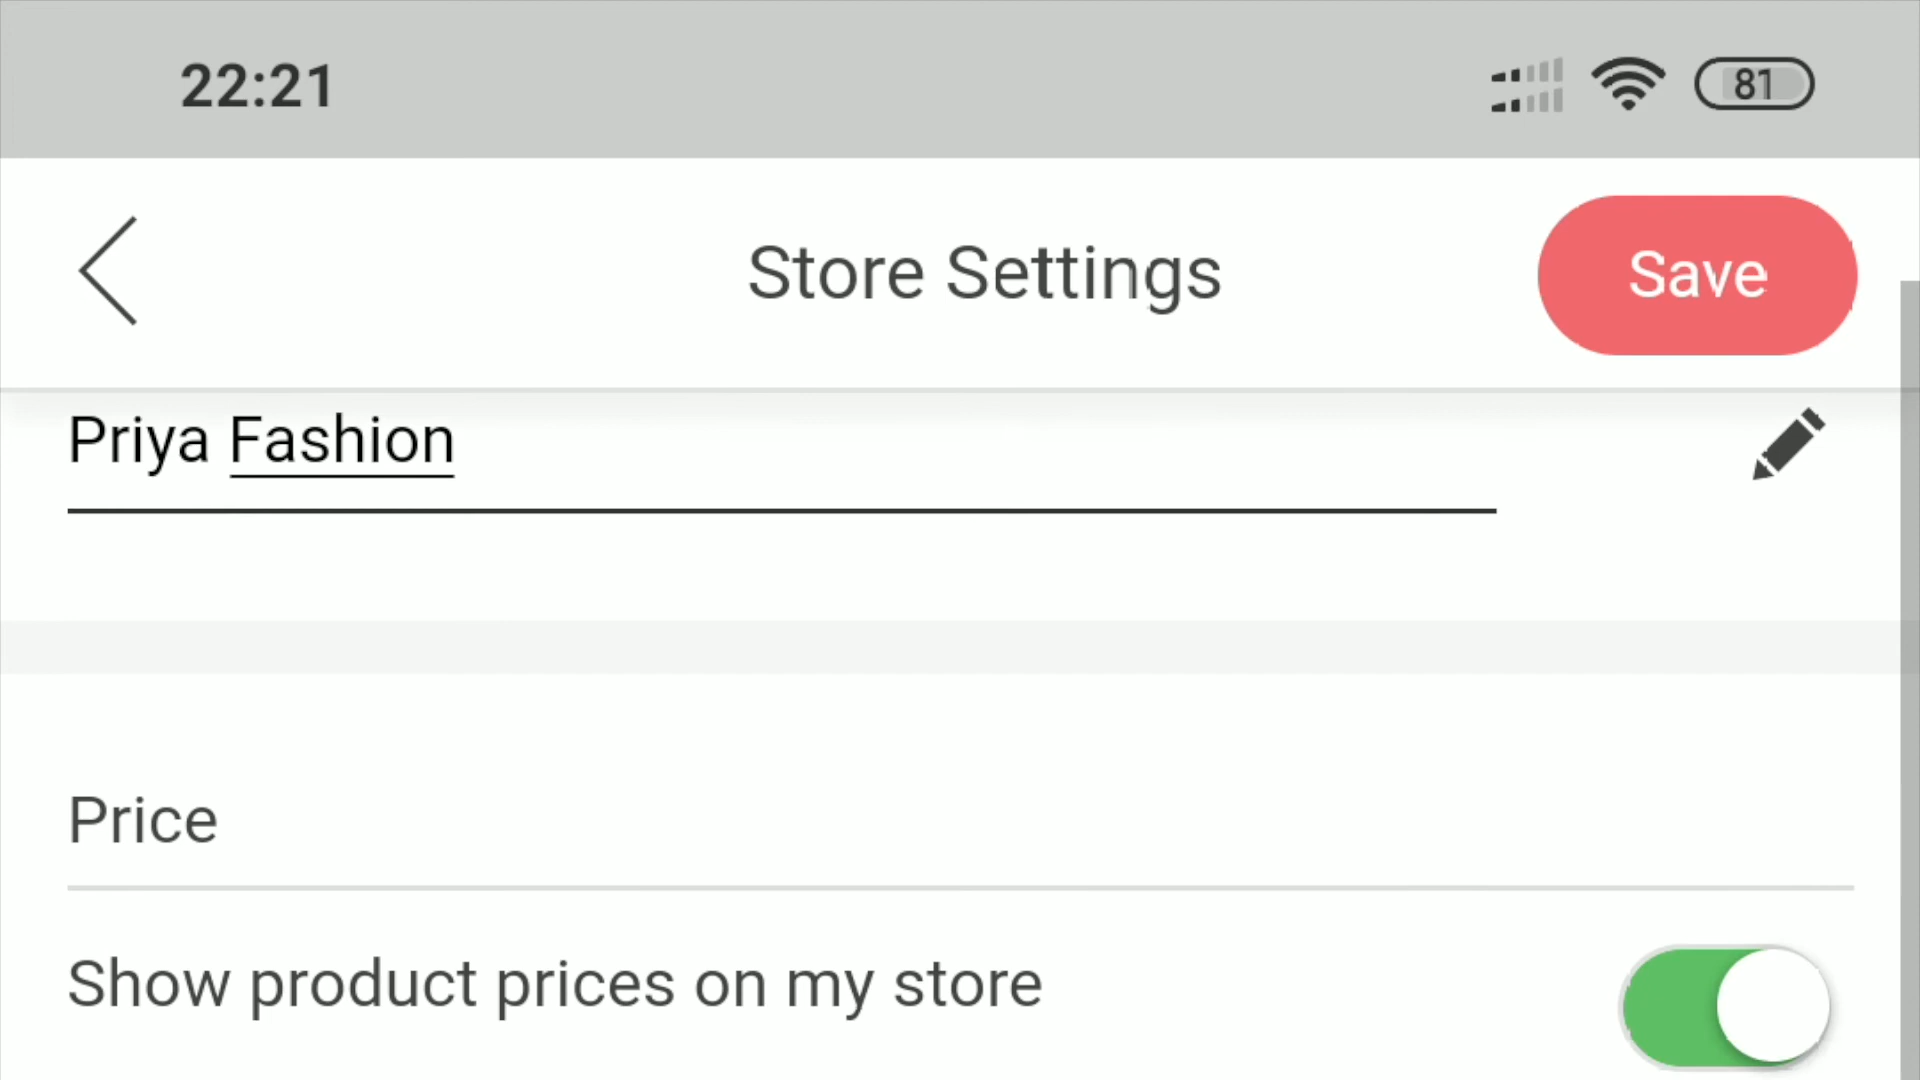 22:21
81
Store Settings
Save
Priya Fashion
Price
Show product prices on my store